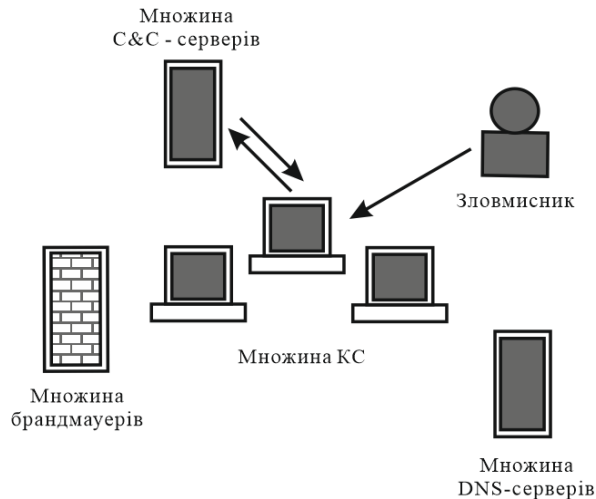 Множина
C&C - серверів
Зловмисник
Множина КС
Множина
брандмауерів
Множина
DNS-серверів